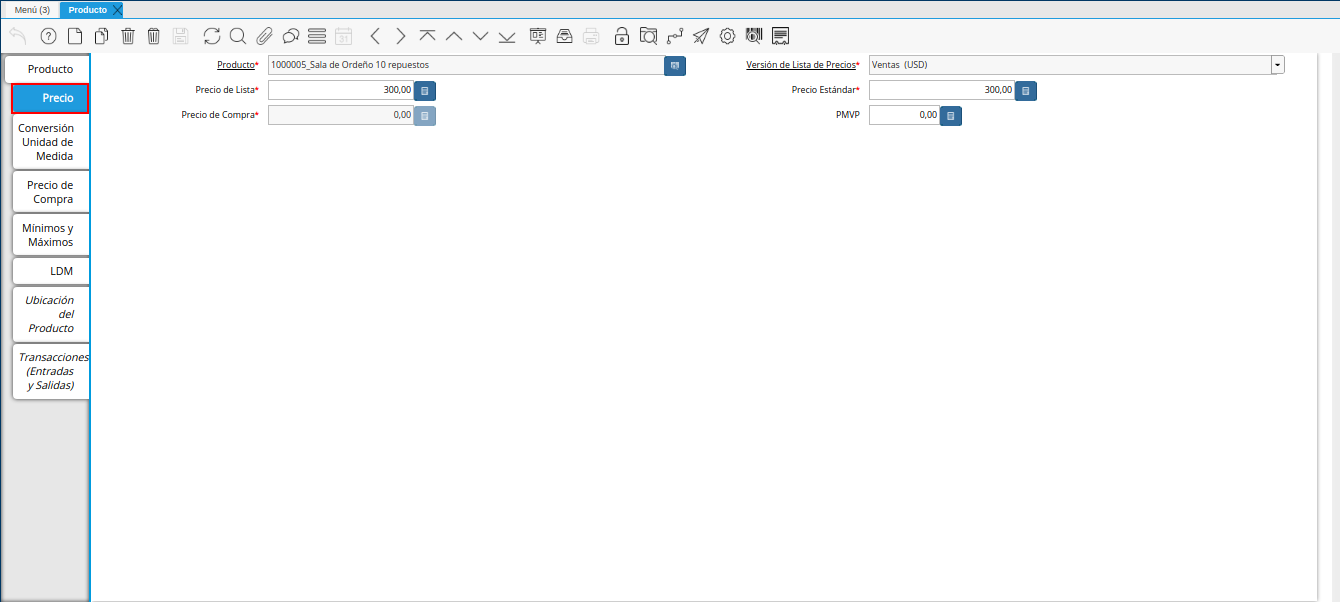 Menú (3)
Producto
31
Producto
Precio
Conversión
Unidad de
Medida
Precio de
Compra
Mínimos y
Máximos
LDM
Ubicación
del
Producto
Transacciones
(Entradas
y Salidas)
Producto* 1000005_Sala de Ordeño 10 repuestos Versión de Lista de Precios* Ventas (USD)
Precio de Lista* 300,00 Precio Estándar* 300,00
Precio de Compra* 0,00 PMVP 0,00